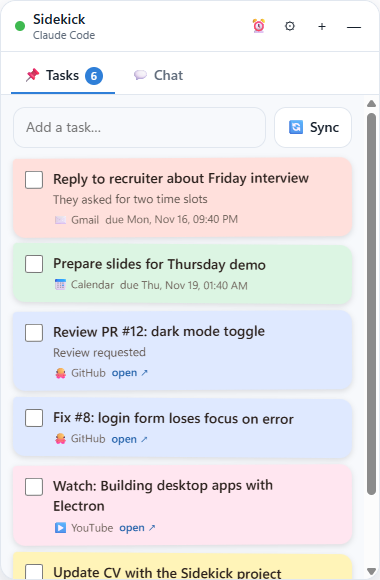 Sidekick
Claude Code
Tasks 6
Chat
Add a task...
Sync
Reply to recruiter about Friday interview
They asked for two time slots
Gmail due Mon, Nov 16, 09:40 PM
Prepare slides for Thursday demo
Calendar due Thu, Nov 19, 01:40 AM
Review PR #12: dark mode toggle
Review requested
GitHub open ↗
Fix #8: login form loses focus on error
GitHub open ↗
Watch: Building desktop apps with
Electron
YouTube open ↗
Update CV with the Sidekick project